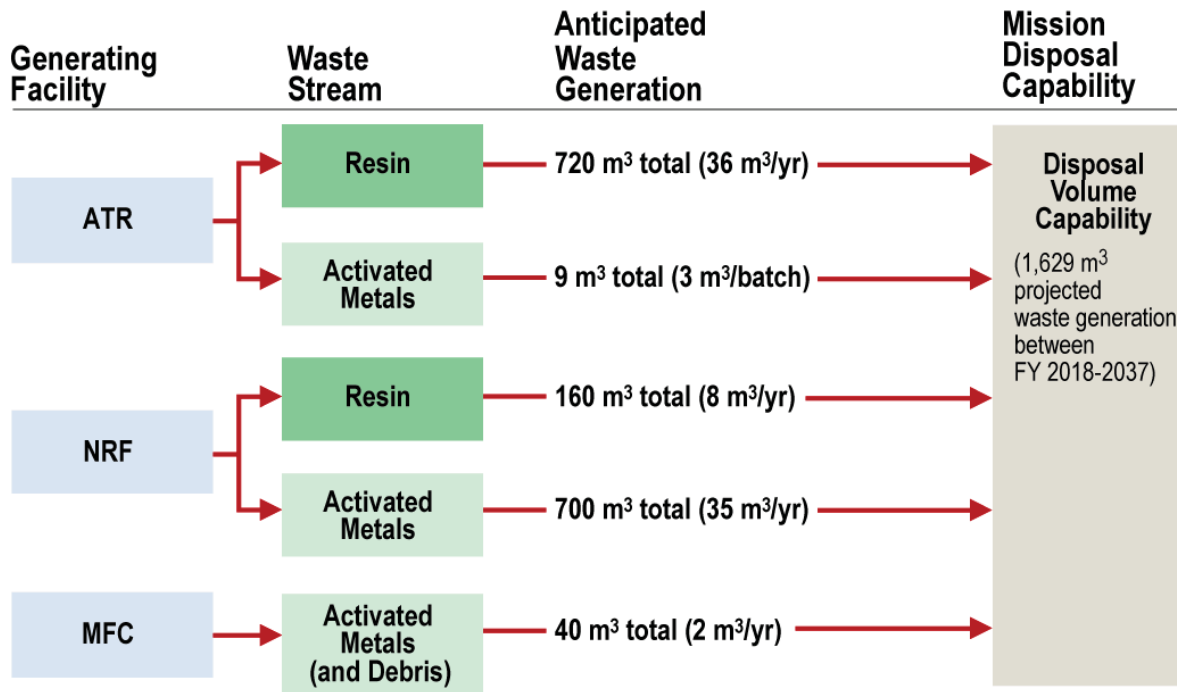 Generating
Facility
Waste
Stream
Anticipated
Waste
Generation
Mission
Disposal
Capability
ATR
Resin
720 m³ total (36 m³/yr)
Activated
Metals
9 m³ total (3 m³/batch)
NRF
Resin
160 m³ total (8 m³/yr)
Activated
Metals
700 m³ total (35 m³/yr)
MFC
Activated
Metals
(and Debris)
40 m³ total (2 m³/yr)
Disposal
Volume
Capability
(1,629 m³
projected
waste generation
between
FY 2018-2037)